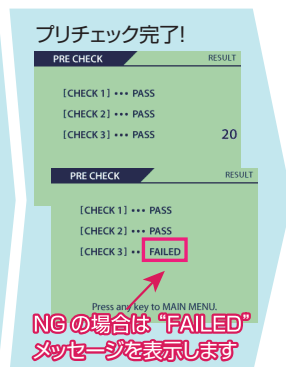 プリチェック完了!
PRE CHECK RESULT
[CHECK 1] ••• PASS
[CHECK 2] ••• PASS
[CHECK 3] ••• PASS 20
PRE CHECK RESULT
[CHECK 1] ••• PASS
[CHECK 2] ••• PASS
[CHECK 3] •• FAILED
Press any key to MAIN MENU.
NGの場合は“FAILED”
メッセージを表示します